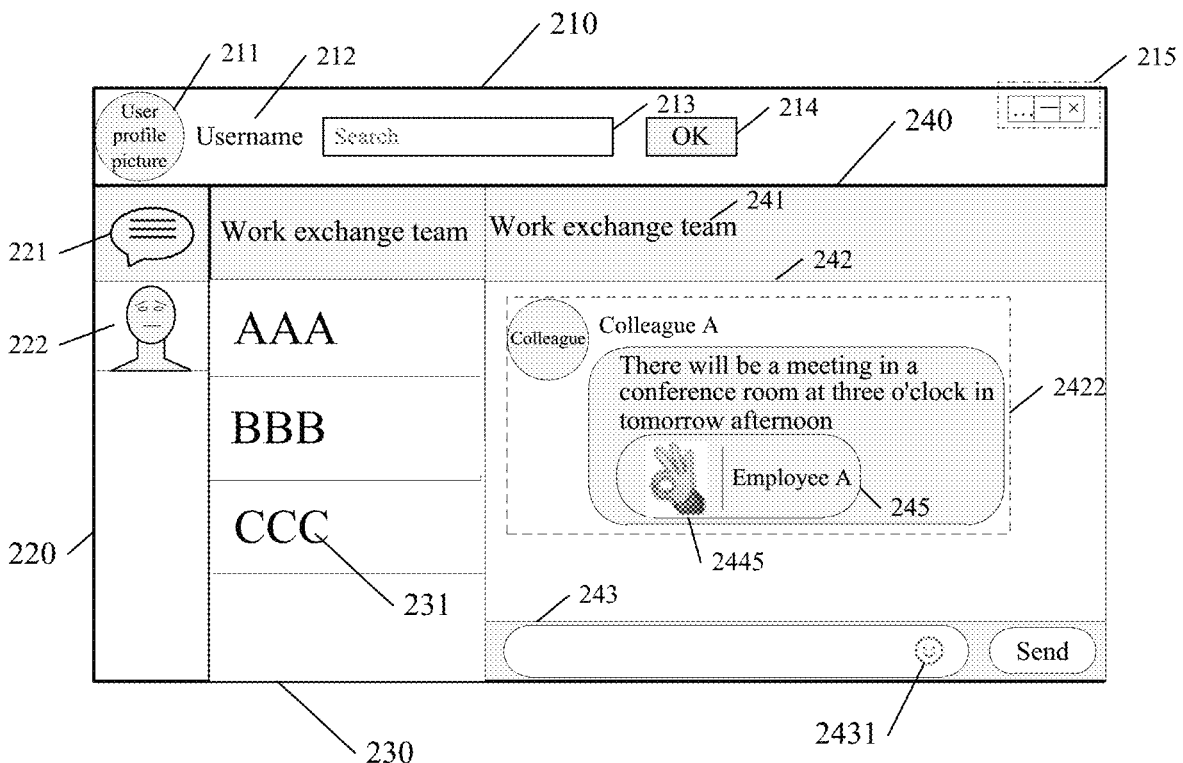 210
211
212
215
User
profile
picture
Username
Search
213
OK
214
... — ×
240
221
Work exchange team
Work exchange team
241
242
222
AAA
Colleague
Colleague A
There will be a meeting in a
conference room at three o'clock in
tomorrow afternoon
2422
BBB
Employee A
245
220
CCC
2445
231
243
Send
230
2431